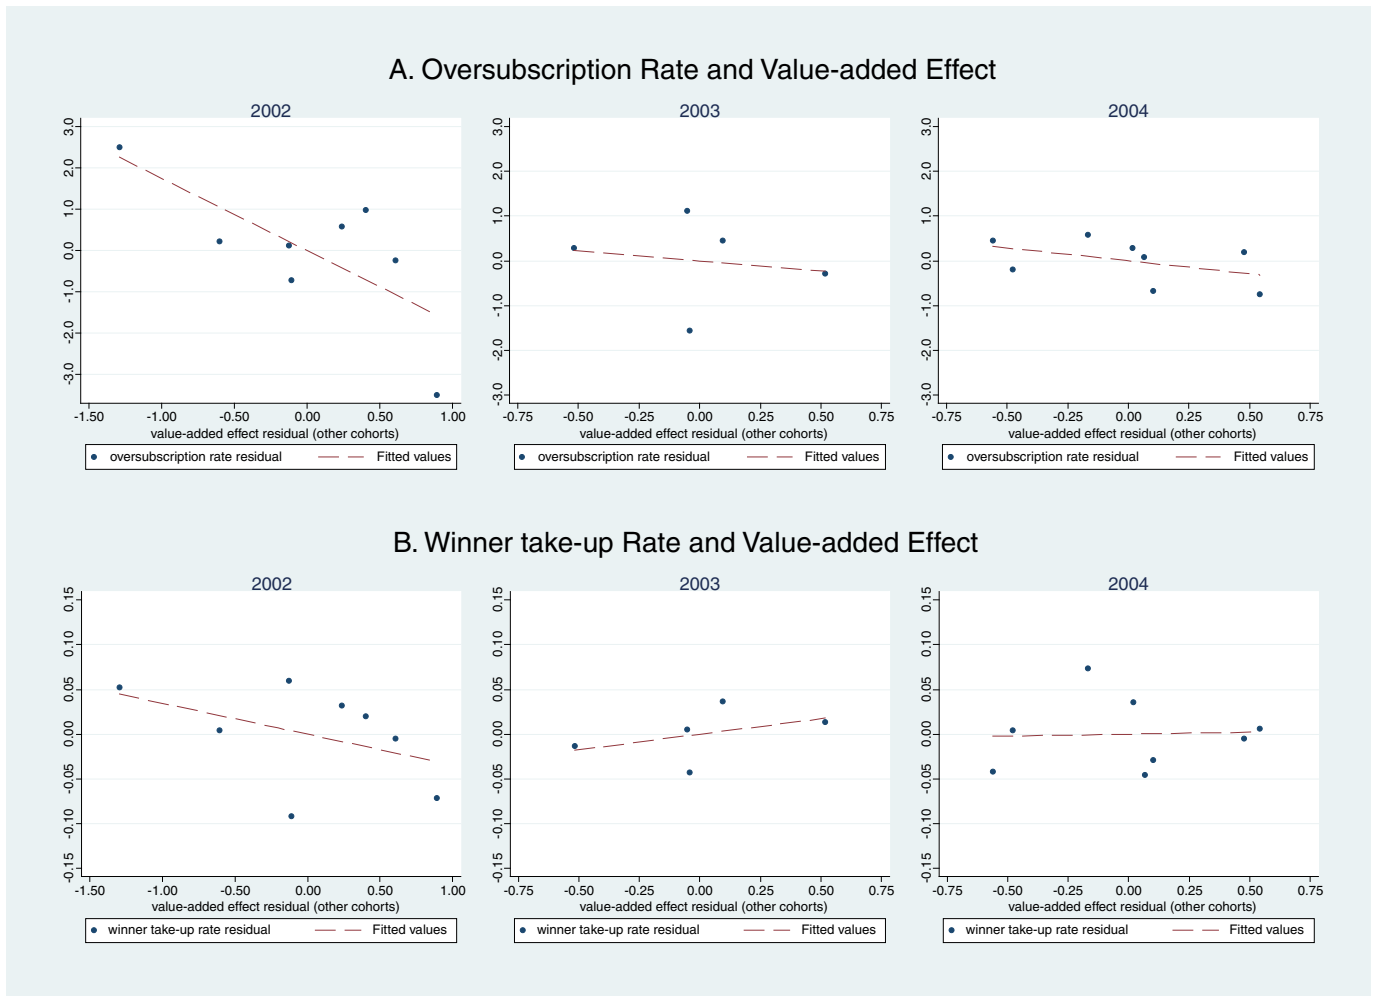 A. Oversubscription Rate and Value-added Effect
2002
3.0
2.0
1.0
0.0
-1.0
-2.0
-3.0
-1.50 -1.00 -0.50 0.00 0.50 1.00
value-added effect residual (other cohorts)
oversubscription rate residual Fitted values
2003
3.0
2.0
1.0
0.0
-1.0
-2.0
-3.0
-0.75 -0.50 -0.25 0.00 0.25 0.50 0.75
value-added effect residual (other cohorts)
oversubscription rate residual Fitted values
2004
3.0
2.0
1.0
0.0
-1.0
-2.0
-3.0
-0.75 -0.50 -0.25 0.00 0.25 0.50 0.75
value-added effect residual (other cohorts)
oversubscription rate residual Fitted values
B. Winner take-up Rate and Value-added Effect
2002
0.15
0.10
0.05
0.00
-0.05
-0.10
-0.15
-1.50 -1.00 -0.50 0.00 0.50 1.00
value-added effect residual (other cohorts)
winner take-up rate residual Fitted values
2003
0.15
0.10
0.05
0.00
-0.05
-0.10
-0.15
-0.75 -0.50 -0.25 0.00 0.25 0.50 0.75
value-added effect residual (other cohorts)
winner take-up rate residual Fitted values
2004
0.15
0.10
0.05
0.00
-0.05
-0.10
-0.15
-0.75 -0.50 -0.25 0.00 0.25 0.50 0.75
value-added effect residual (other cohorts)
winner take-up rate residual Fitted values